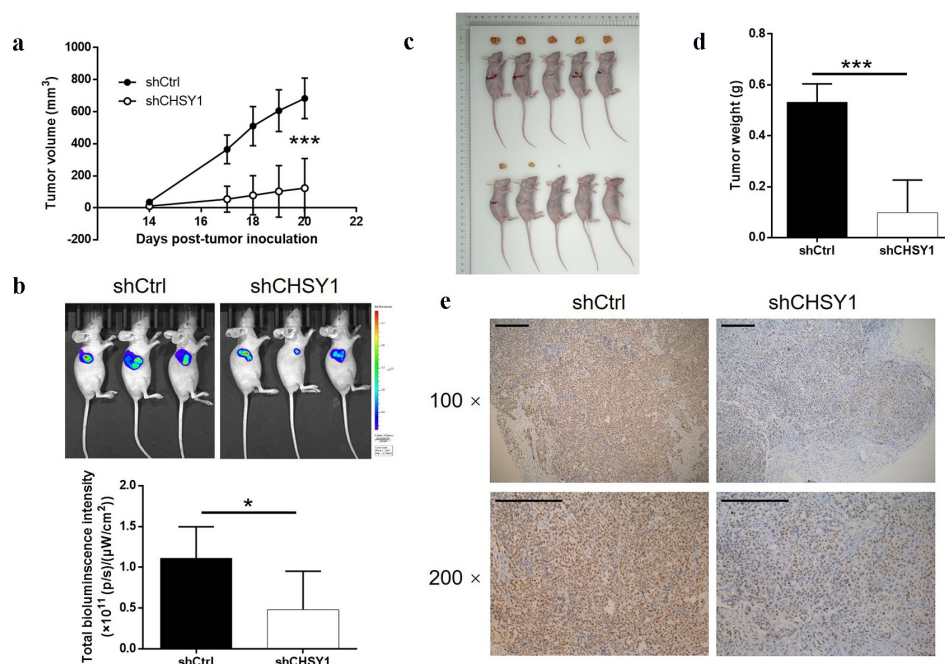 a
1000
800
600
400
200
0
-200
Tumor volume (mm³)
shCtrl
shCHSY1
***
14
16
18
20
22
Days post-tumor inoculation
b
shCtrl
shCHSY1
Total bioluminscence intensity
(×10¹¹ (p/s)/(μW/cm²))
2.0
1.5
1.0
0.5
0.0
*
shCtrl
shCHSY1
c
d
Tumor weight (g)
0.8
0.6
0.4
0.2
0.0
***
shCtrl
shCHSY1
e
shCtrl
shCHSY1
100 ×
200 ×